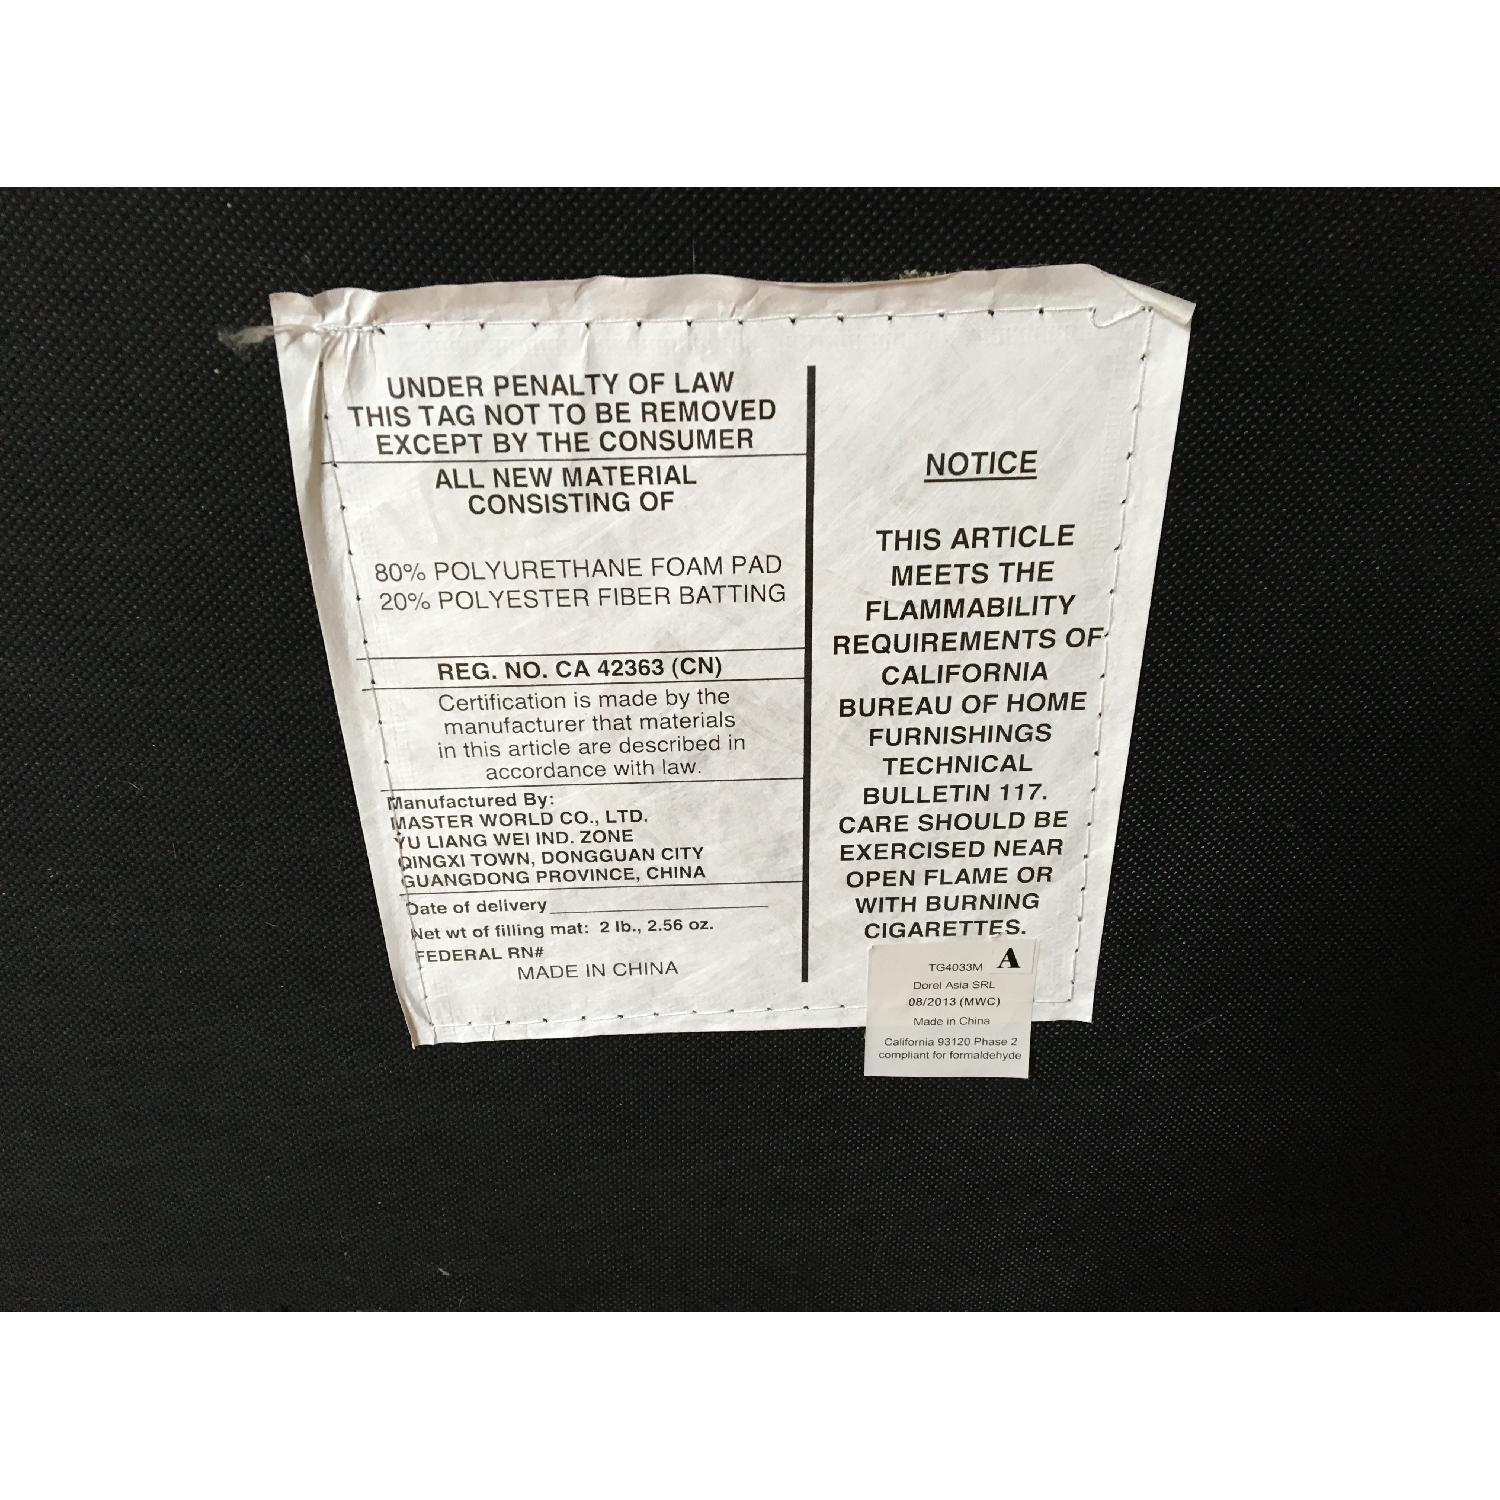 UNDER PENALTY OF LAW
THIS TAG NOT TO BE REMOVED
EXCEPT BY THE CONSUMER
ALL NEW MATERIAL
CONSISTING OF
80% POLYURETHANE FOAM PAD
20% POLYESTER FIBER BATTING
REG. NO. CA 42363 (CN)
Certification is made by the
manufacturer that materials
in this article are described in
accordance with law.
Manufactured By:
MASTER WORLD CO., LTD.
YU LIANG WEI IND. ZONE
QINGXI TOWN, DONGGUAN CITY
GUANGDONG PROVINCE, CHINA
Date of delivery
Net wt of filling mat: 2 lb., 2.56 oz.
FEDERAL RN#
MADE IN CHINA
NOTICE
THIS ARTICLE
MEETS THE
FLAMMABILITY
REQUIREMENTS OF
CALIFORNIA
BUREAU OF HOME
FURNISHINGS
TECHNICAL
BULLETIN 117.
CARE SHOULD BE
EXERCISED NEAR
OPEN FLAME OR
WITH BURNING
CIGARETTES.
TG4033M A
Dorel Asia SRL
08/2013 (MWC)
Made in China
California 93120 Phase 2
compliant for formaldehyde